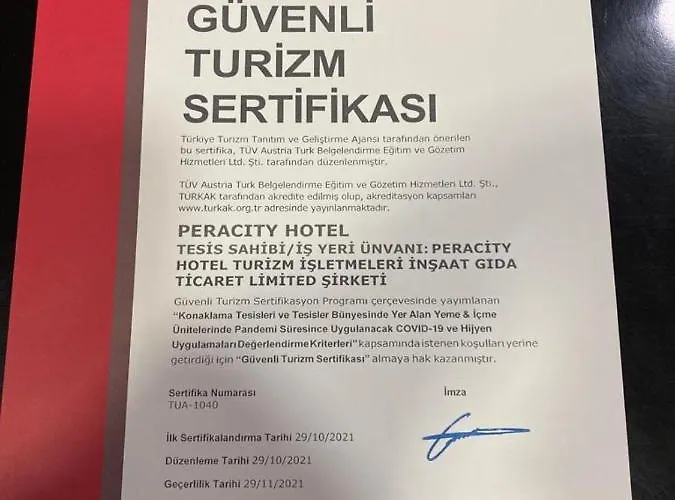 GÜVENLİ
TURİZM
SERTİFİKASI
Türkiye Turizm Tanıtım ve Geliştirme Ajansı tarafından önerilen
bu sertifika, TÜV Austria Turk Belgelendirme Eğitim ve Gözetim
Hizmetleri Ltd. Şti. tarafından düzenlenmiştir.
TÜV Austria Turk Belgelendirme Eğitim ve Gözetim Hizmetleri Ltd. Şti.,
TURKAK tarafından akredite edilmiş olup, akreditasyon kapsamları
www.turkak.org.tr adresinde yayınlanmaktadır.
PERACITY HOTEL
TESİS SAHİBİ/İŞ YERİ ÜNVANI: PERACITY
HOTEL TURİZM İŞLETMELERİ İNŞAAT GIDA
TİCARET LIMITED ŞİRKETİ
Güvenli Turizm Sertifikasyon Programı çerçevesinde yayımlanan
"Konaklama Tesisleri ve Tesisler Bünyesinde Yer Alan Yeme & İçme
Ünitelerinde Pandemi Süresince Uygulanacak COVID-19 ve Hijyen
Uygulamaları Değerlendirme Kriterleri" kapsamında istenen koşulları yerine
getirdiği için "Güvenli Turizm Sertifikası" almaya hak kazanmıştır.
Sertifika Numarası İmza
TUA-1040
İlk Sertifikalandırma Tarihi 29/10/2021
Düzenleme Tarihi 29/10/2021
Geçerlilik Tarihi 29/11/2021